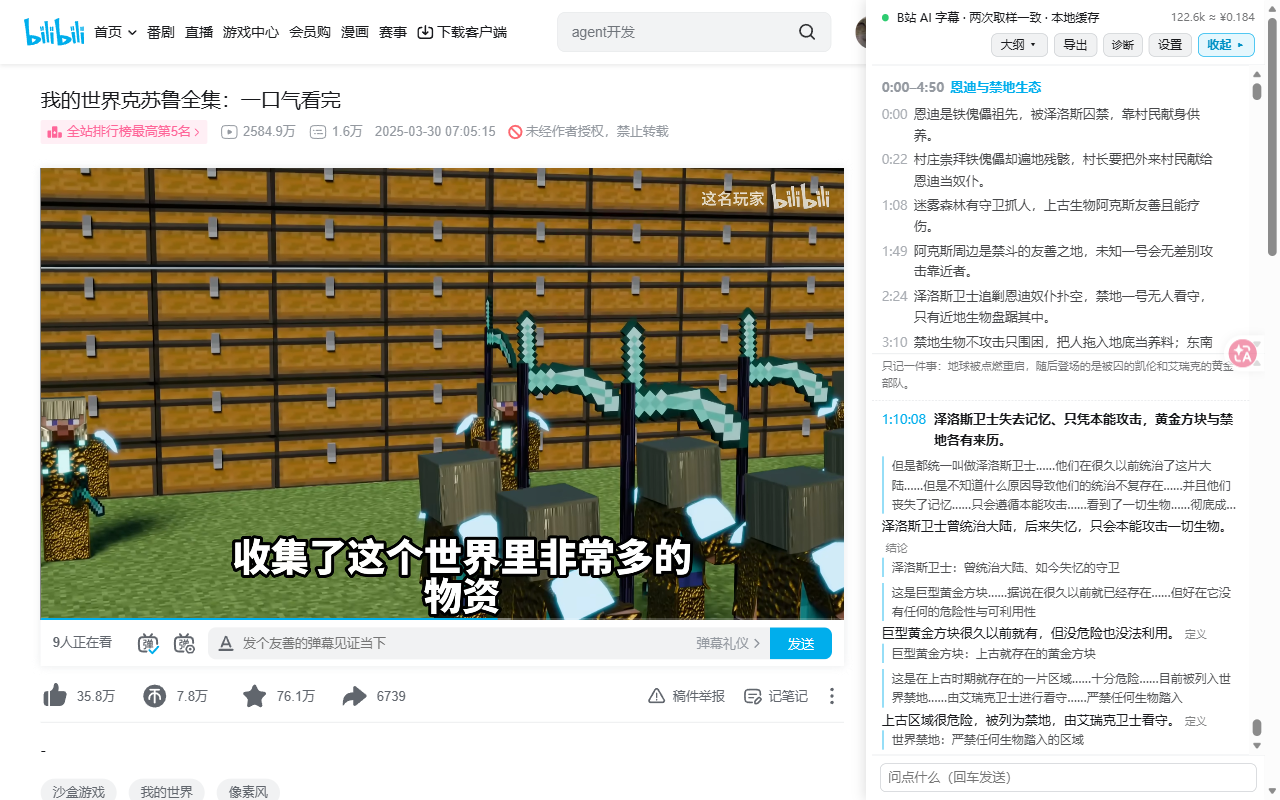 bilibili 首页 番剧 直播 游戏中心 会员购 漫画 赛事 下载客户端 agent开发
我的世界克苏鲁全集：一口气看完
全站排行榜最高第5名 2584.9万 1.6万 2025-03-30 07:05:15 未经作者授权，禁止转载
这名玩家 bilibili
收集了这个世界里非常多的
物资
9人正在看 弹 弹 A 发个友善的弹幕见证当下 弹幕礼仪 发送
35.8万 7.8万 76.1万 6739 稿件举报 记笔记
-
沙盒游戏 我的世界 像素风
B站 AI 字幕 · 两次取样一致 · 本地缓存 122.6k ≈ ¥0.184
大纲 导出 诊断 设置 收起
0:00–4:50 恩迪与禁地生态
0:00 恩迪是铁傀儡祖先，被泽洛斯囚禁，靠村民献身供
养。
0:22 村庄崇拜铁傀儡却遍地残骸，村长要把外来村民献给
恩迪当奴仆。
1:08 迷雾森林有守卫抓人，上古生物阿克斯友善且能疗
伤。
1:49 阿克斯周边是禁斗的友善之地，未知一号会无差别攻
击靠近者。
2:24 泽洛斯卫士追剿恩迪奴仆扑空，禁地一号无人看守，
只有近地生物盘踞其中。
3:10 禁地生物不攻击只围困，把人拖入地底当养料；东南
只记一件事：地球被点燃重启，随后登场的是被囚的凯伦和艾瑞克的黄金
部队。
1:10:08 泽洛斯卫士失去记忆、只凭本能攻击，黄金方块与禁
地各有来历。
但是都统一叫做泽洛斯卫士……他们在很久以前统治了这片大
陆……但是不知道什么原因导致他们的统治不复存在……并且他们
丧失了记忆……只会遵循本能攻击……看到了一切生物……彻底成…
泽洛斯卫士曾统治大陆，后来失忆，只会本能攻击一切生物。
结论
泽洛斯卫士：曾统治大陆、如今失忆的守卫
这是巨型黄金方块……据说在很久以前就已经存在……但好在它没
有任何的危险性与可利用性
巨型黄金方块很久以前就有，但没危险也没法利用。 定义
巨型黄金方块：上古就存在的黄金方块
这是在上古时期就存在的一片区域……十分危险……目前被列入世
界禁地……由艾瑞克卫士进行看守……严禁任何生物踏入
上古区域很危险，被列为禁地，由艾瑞克卫士看守。 定义
世界禁地：严禁任何生物踏入的区域
问点什么（回车发送）